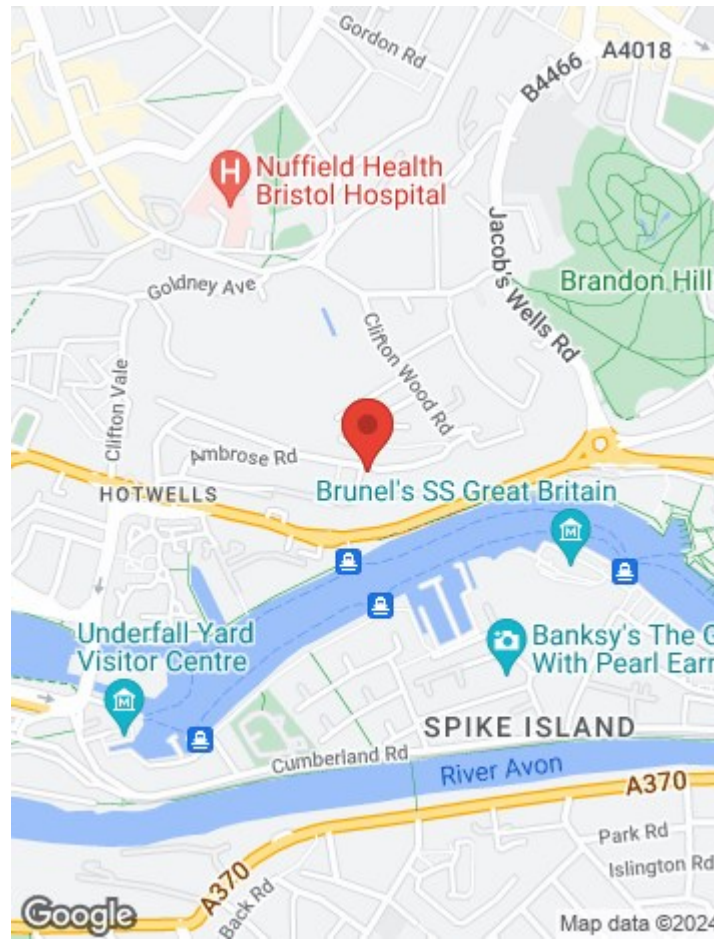 Gordon Rd
A4018
B4466
Nuffield Health
Bristol Hospital
Jacob's Wells Rd
Goldney Ave
Brandon Hill
Clifton Vale
Clifton Wood Rd
Ambrose Rd
HOTWELLS
Brunel's SS Great Britain
Underfall Yard
Visitor Centre
Banksy's The G
With Pearl Earr
SPIKE ISLAND
Cumberland Rd
River Avon
A370
Park Rd
Islington Rd
A370
Back Rd
Google
Map data ©2024